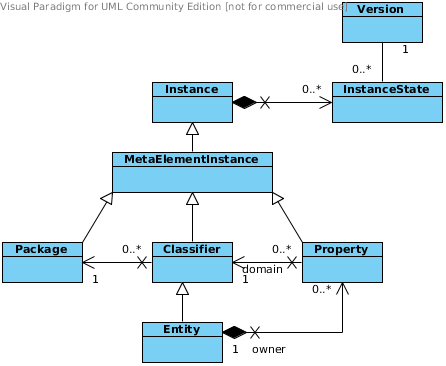 Visual Paradigm for UML Community Edition [not for commercial use]
Version
1
0..*
Instance
0..*
InstanceState
MetaElementInstance
Package
0..*
Classifier
0..*
Property
1
domain
1
0..*
Entity
1
owner